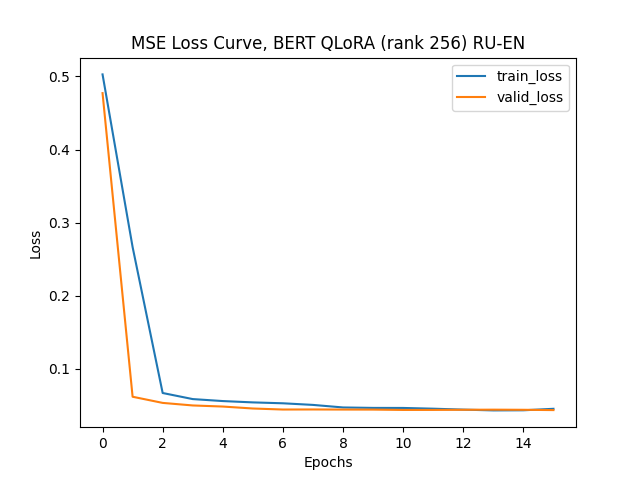 MSE Loss Curve, BERT QLoRA (rank 256) RU-EN
train_loss
valid_loss
0.5
0.4
0.3
0.2
0.1
Loss
0 2 4 6 8 10 12 14
Epochs